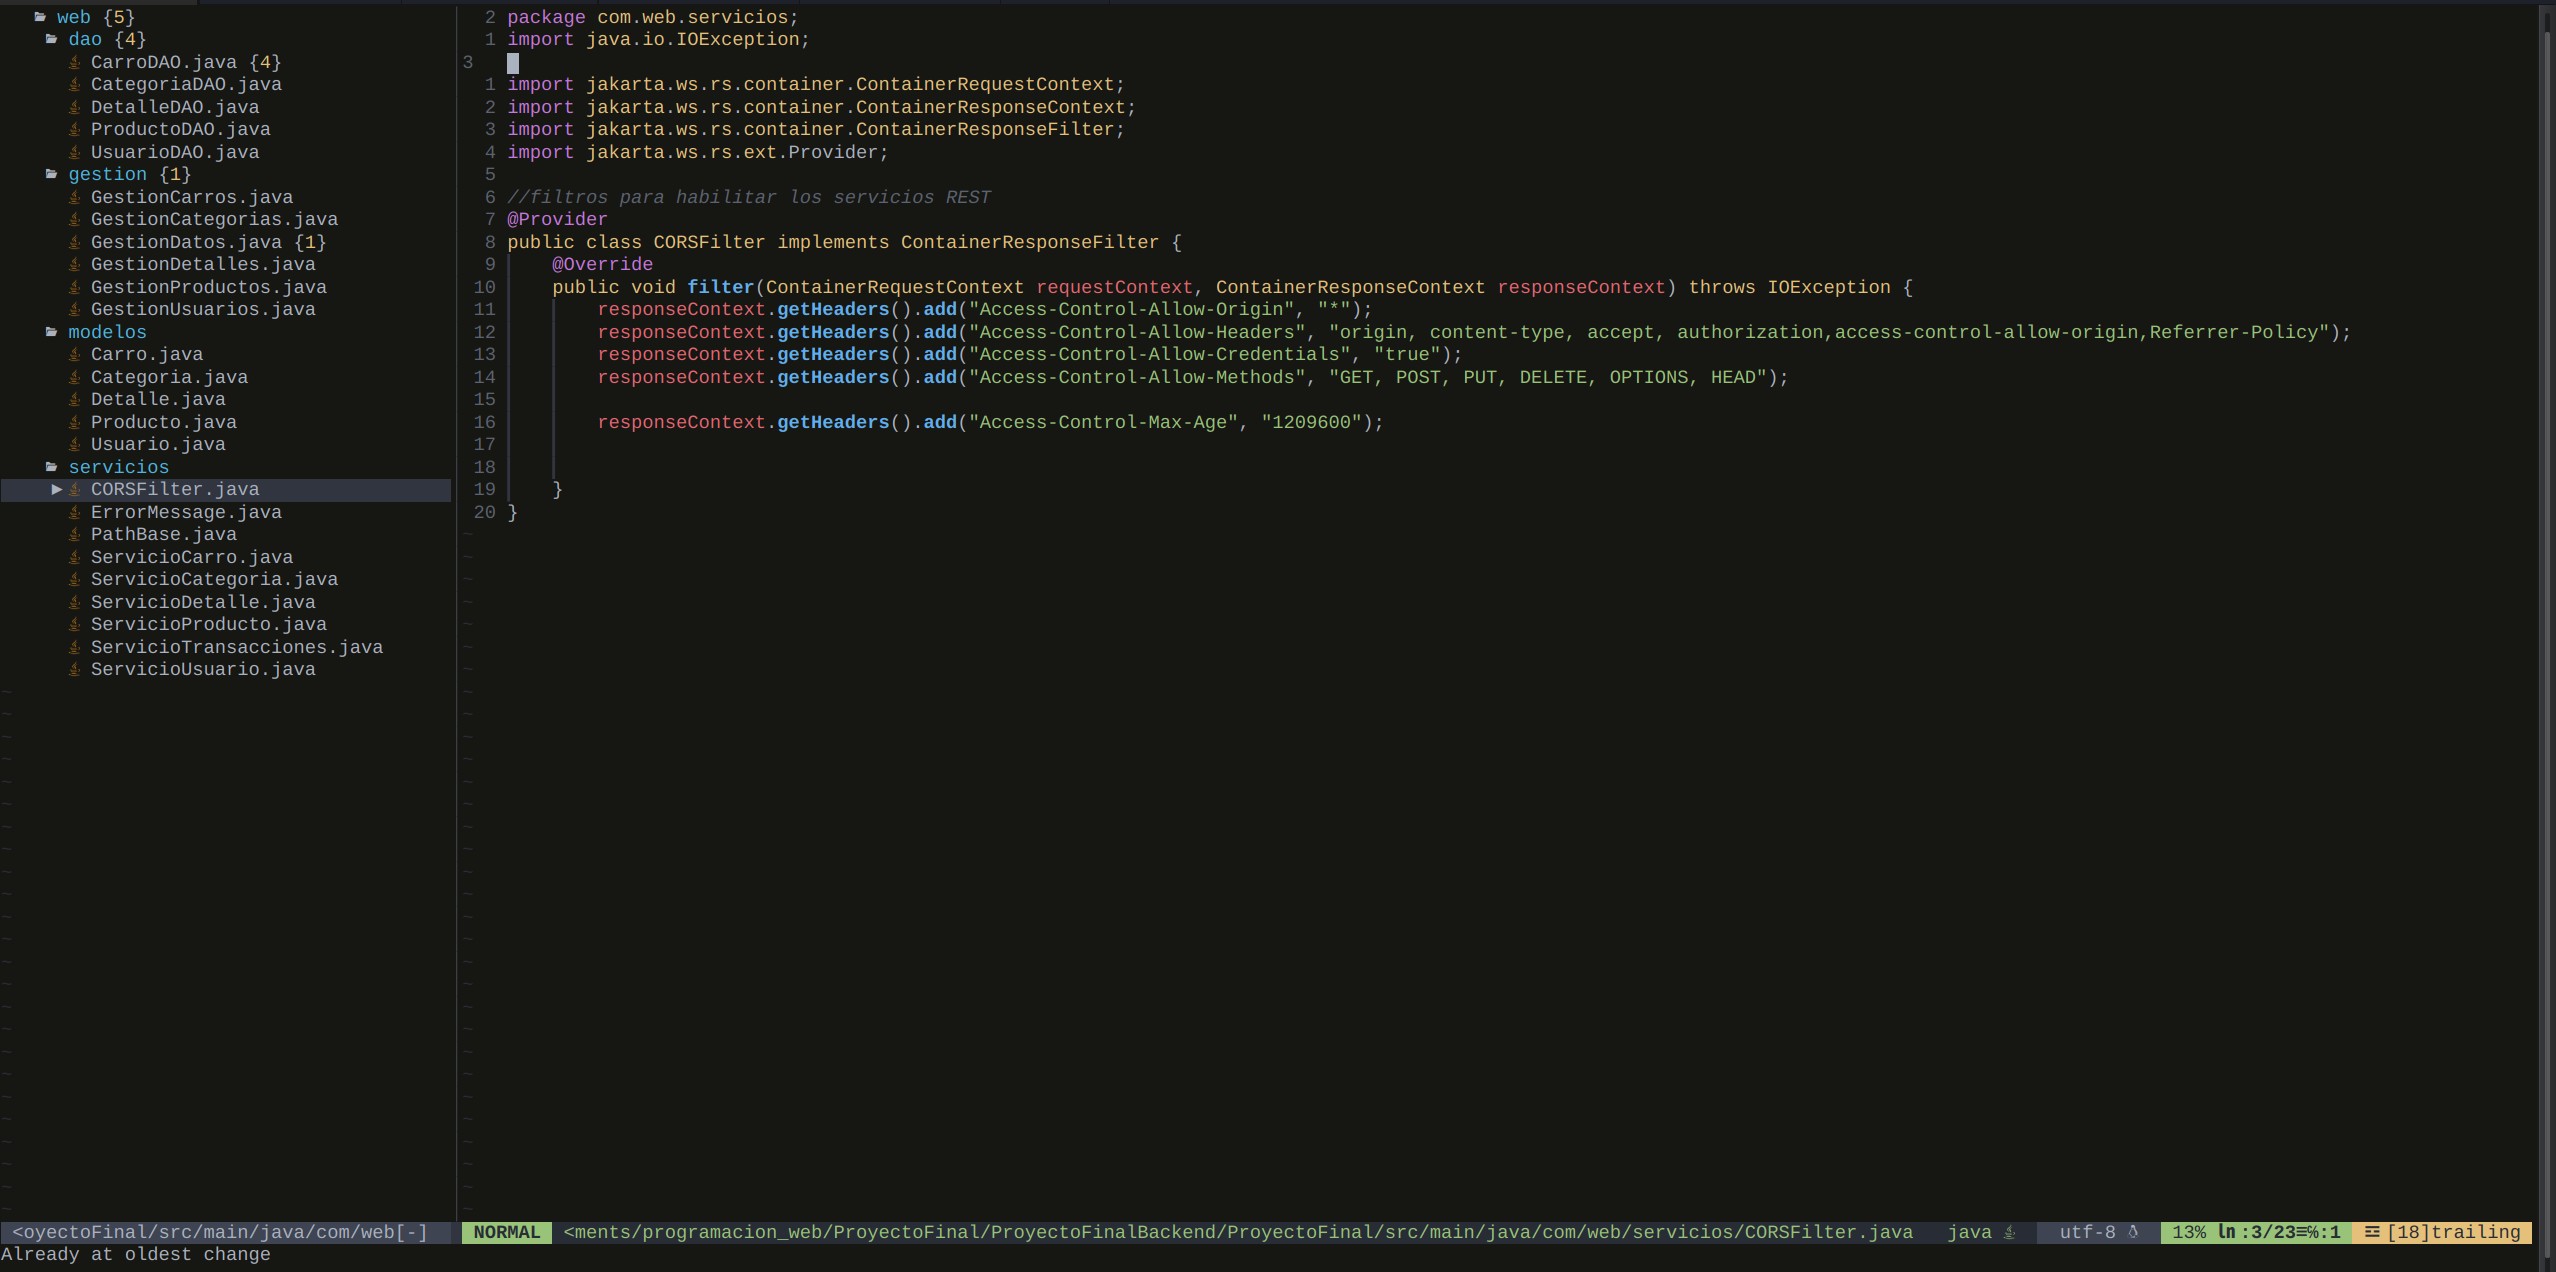 web {5}
dao {4}
CarroDAO.java {4}
CategoriaDAO.java
DetalleDAO.java
ProductoDAO.java
UsuarioDAO.java
gestion {1}
GestionCarros.java
GestionCategorias.java
GestionDatos.java {1}
GestionDetalles.java
GestionProductos.java
GestionUsuarios.java
modelos
Carro.java
Categoria.java
Detalle.java
Producto.java
Usuario.java
servicios
▶ CORSFilter.java
ErrorMessage.java
PathBase.java
ServicioCarro.java
ServicioCategoria.java
ServicioDetalle.java
ServicioProducto.java
ServicioTransacciones.java
ServicioUsuario.java
2 package com.web.servicios;
1 import java.io.IOException;
3
1 import jakarta.ws.rs.container.ContainerRequestContext;
2 import jakarta.ws.rs.container.ContainerResponseContext;
3 import jakarta.ws.rs.container.ContainerResponseFilter;
4 import jakarta.ws.rs.ext.Provider;
5
6 //filtros para habilitar los servicios REST
7 @Provider
8 public class CORSFilter implements ContainerResponseFilter {
9     @Override
10     public void filter(ContainerRequestContext requestContext, ContainerResponseContext responseContext) throws IOException {
11         responseContext.getHeaders().add("Access-Control-Allow-Origin", "*");
12         responseContext.getHeaders().add("Access-Control-Allow-Headers", "origin, content-type, accept, authorization,access-control-allow-origin,Referrer-Policy");
13         responseContext.getHeaders().add("Access-Control-Allow-Credentials", "true");
14         responseContext.getHeaders().add("Access-Control-Allow-Methods", "GET, POST, PUT, DELETE, OPTIONS, HEAD");
15
16         responseContext.getHeaders().add("Access-Control-Max-Age", "1209600");
17
18
19     }
20 }
<oyectoFinal/src/main/java/com/web[-]
NORMAL <ments/programacion_web/ProyectoFinal/ProyectoFinalBackend/ProyectoFinal/src/main/java/com/web/servicios/CORSFilter.java java utf-8 13% ln :3/23≡℅:1 ☲ [18]trailing
Already at oldest change